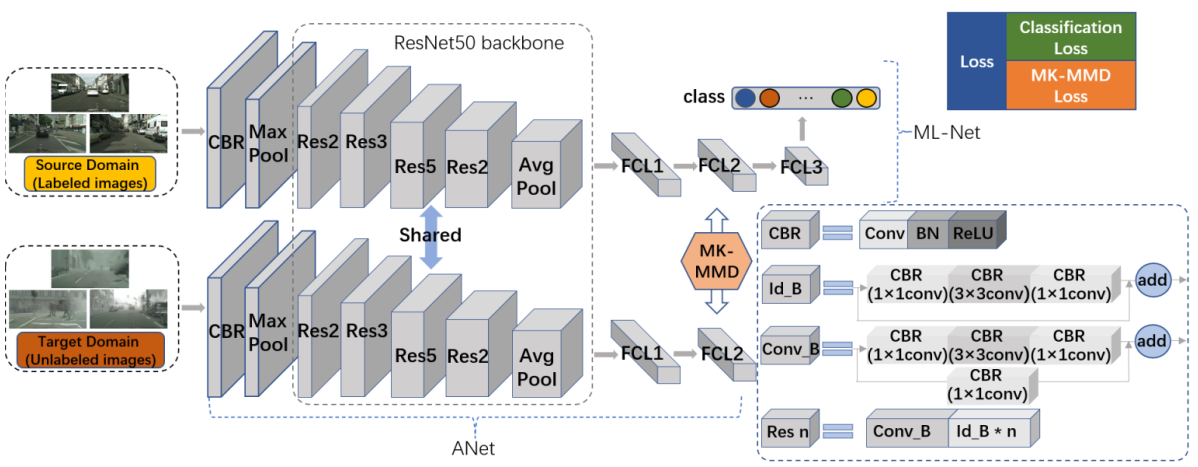 ResNet50 backbone
CBR
Max
Pool
Res2
Res3
Res5
Res2
Avg
Pool
FCL1
FCL2
FCL3
class
...
ML-Net
Loss
Classification
Loss
MK-MMD
Loss
Source Domain
(Labeled images)
Shared
MK-
MMD
Target Domain
(Unlabeled images)
CBR
Max
Pool
Res2
Res3
Res5
Res2
Avg
Pool
FCL1
FCL2
ANet
CBR
Conv
BN
ReLU
Id_B
CBR
(1×1conv)
CBR
(3×3conv)
CBR
(1×1conv)
add
Conv_B
CBR
(1×1conv)
CBR
(3×3conv)
CBR
(1×1conv)
add
CBR
(1×1conv)
Res n
Conv_B
Id_B * n